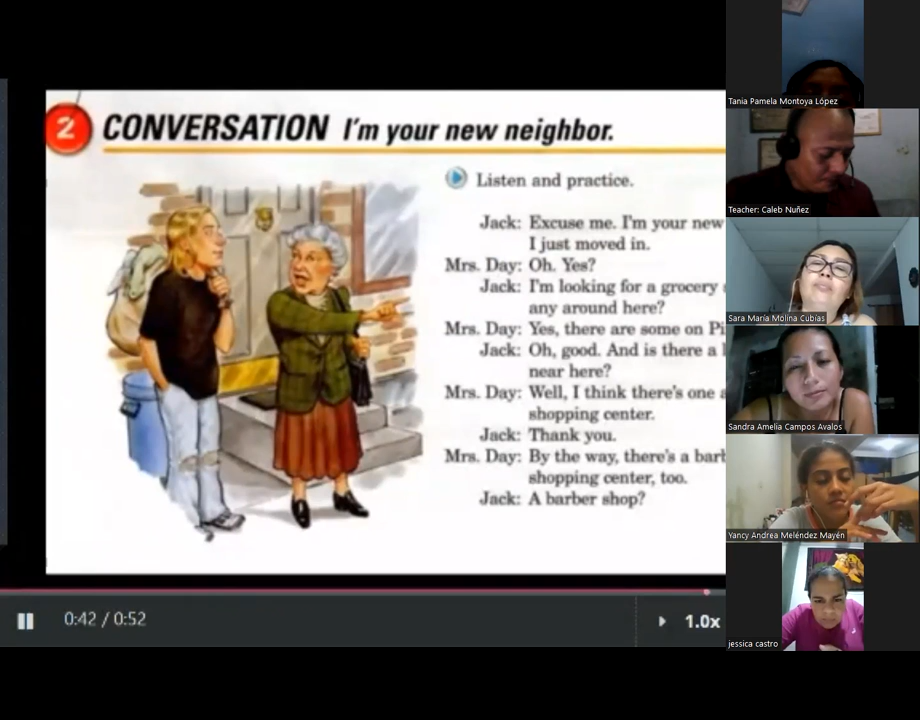 2 CONVERSATION I'm your new neighbor.
Listen and practice.
Jack: Excuse me. I'm your new
I just moved in.
Mrs. Day: Oh. Yes?
Jack: I'm looking for a grocery
any around here?
Mrs. Day: Yes, there are some on
Jack: Oh, good. And is there a
near here?
Mrs. Day: Well, I think there's one
shopping center.
Jack: Thank you.
Mrs. Day: By the way, there's a
shopping center, too.
Jack: A barber shop?
0:42 / 0:52
1.0x
Tania Pamela Montoya López
Teacher: Caleb Nuñez
Sara María Molina Cubías
Sandra Amelia Campos Avalos
Yancy Andrea Meléndez Mayén
jessica castro